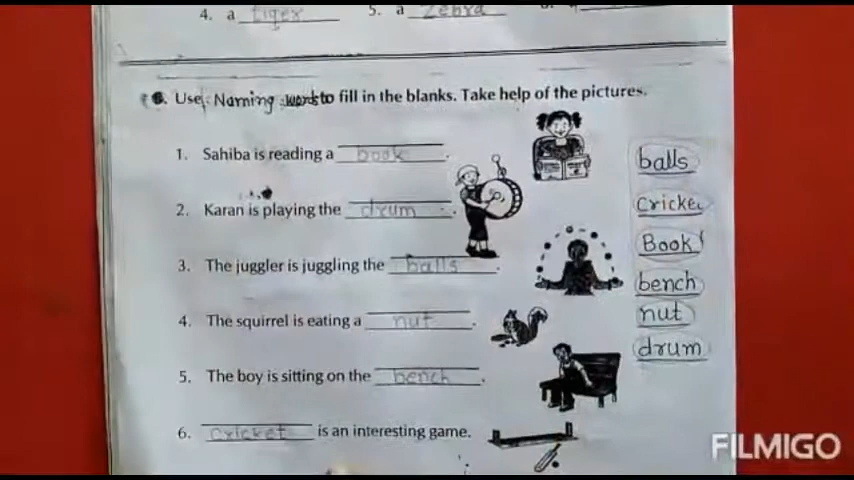 4. a tiger 5. a Zebra
Use Naming words to fill in the blanks. Take help of the pictures.
1. Sahiba is reading a book.
2. Karan is playing the drum.
3. The juggler is juggling the balls.
4. The squirrel is eating a nut.
5. The boy is sitting on the bench.
6. cricket is an interesting game.
balls
Cricket
Book
bench
nut
drum
FILMIGO